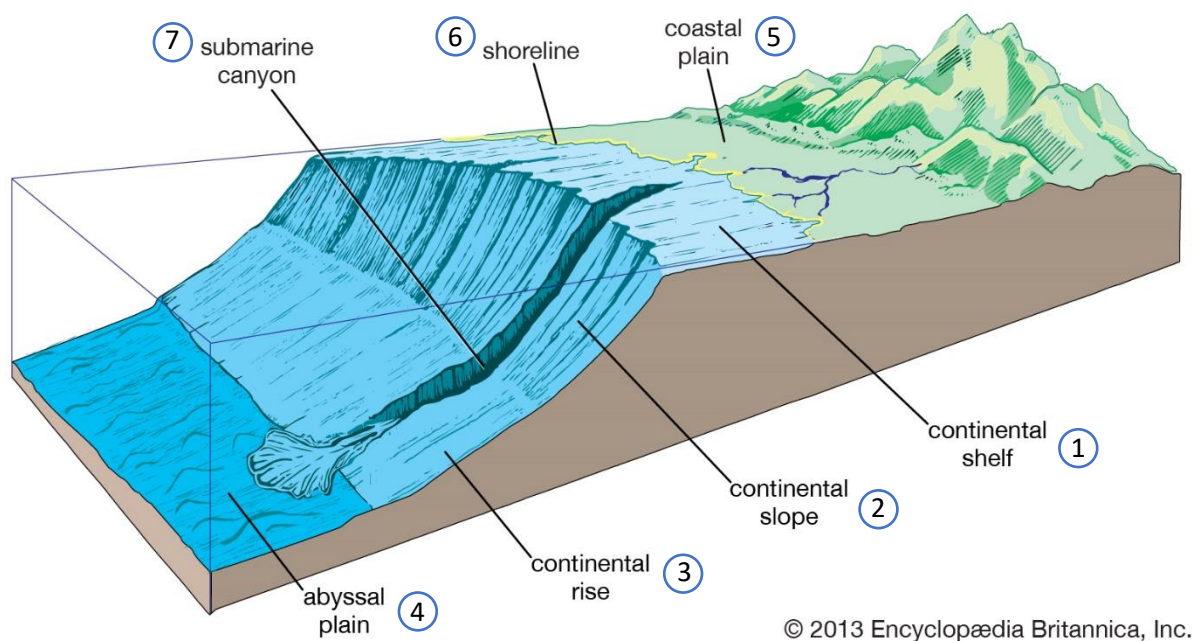 7 submarine
canyon
6 shoreline
coastal 5
plain
continental 1
shelf
continental 2
slope
continental 3
rise
abyssal 4
plain
© 2013 Encyclopædia Britannica, Inc.